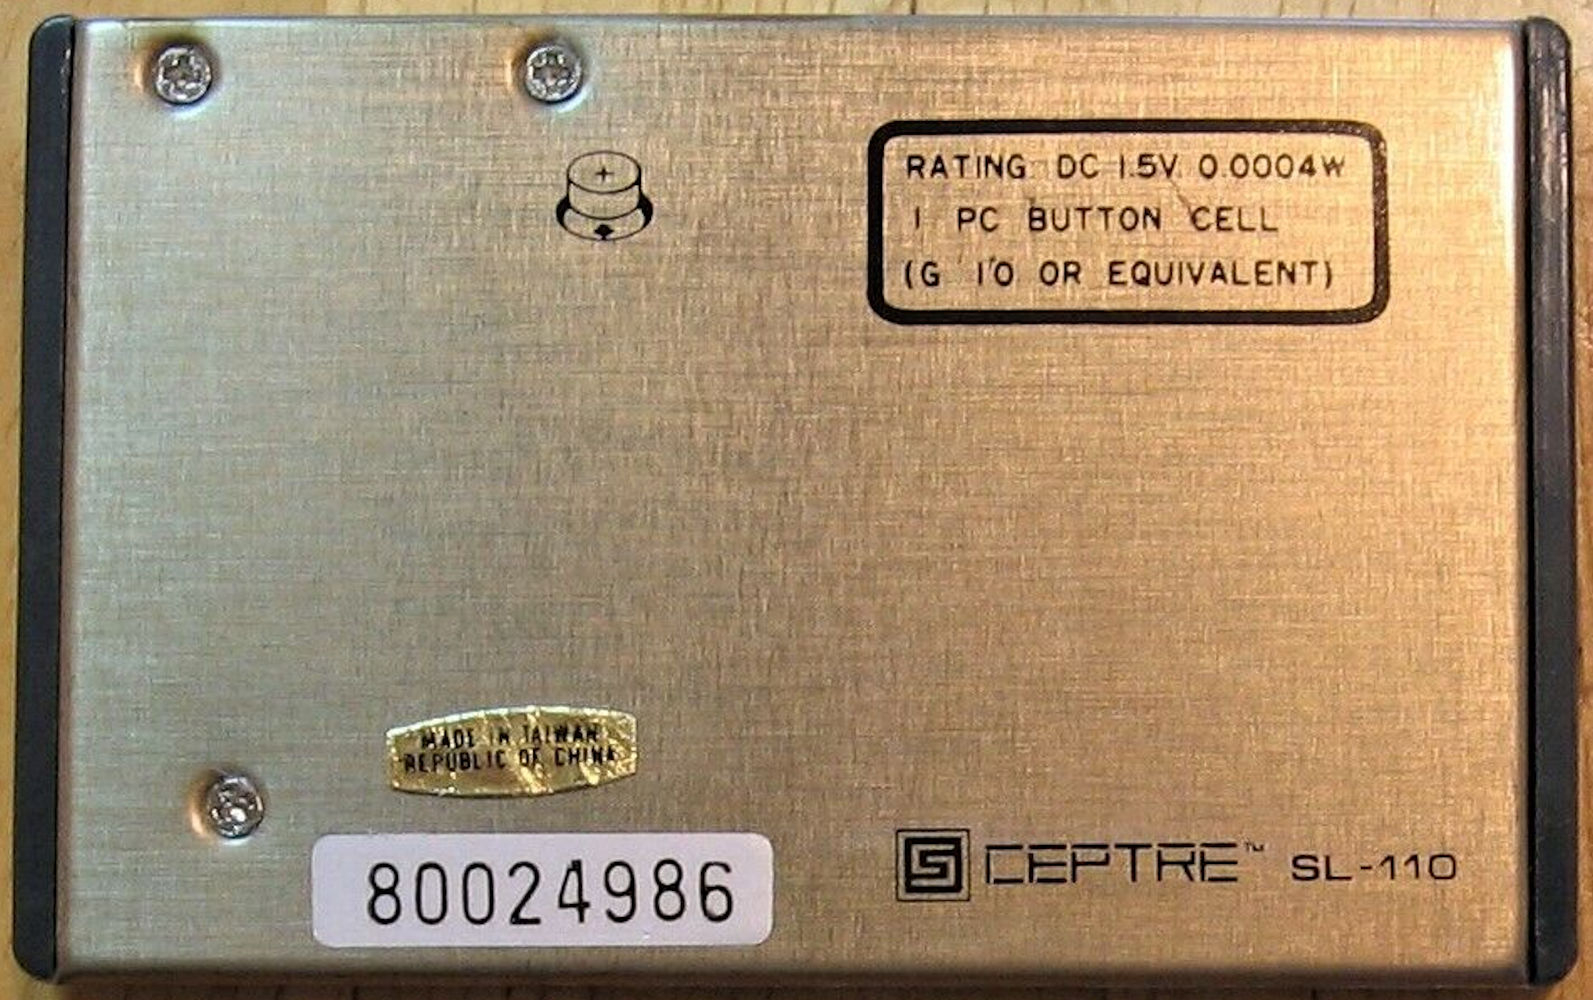 RATING DC 1.5V 0.0004W
1 PC BUTTON CELL
(G 10 OR EQUIVALENT)
MADE IN TAIWAN
REPUBLIC OF CHINA
80024986
SCEPTRE™ SL-110